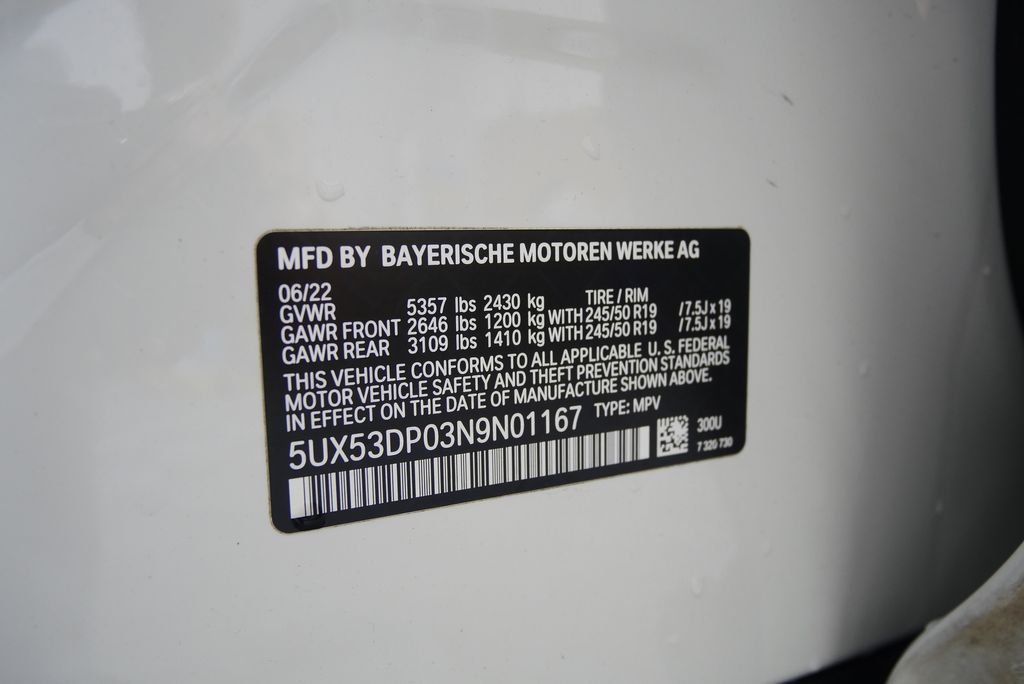 MFD BY BAYERISCHE MOTOREN WERKE AG
06/22 TIRE / RIM
GVWR 5357 lbs 2430 kg
GAWR FRONT 2646 lbs 1200 kg WITH 245/50 R19 /7.5J x 19
GAWR REAR 3109 lbs 1410 kg WITH 245/50 R19 /7.5J x 19
THIS VEHICLE CONFORMS TO ALL APPLICABLE U. S. FEDERAL
MOTOR VEHICLE SAFETY AND THEFT PREVENTION STANDARDS
IN EFFECT ON THE DATE OF MANUFACTURE SHOWN ABOVE.
5UX53DP03N9N01167 TYPE: MPV
300U
7 320 730